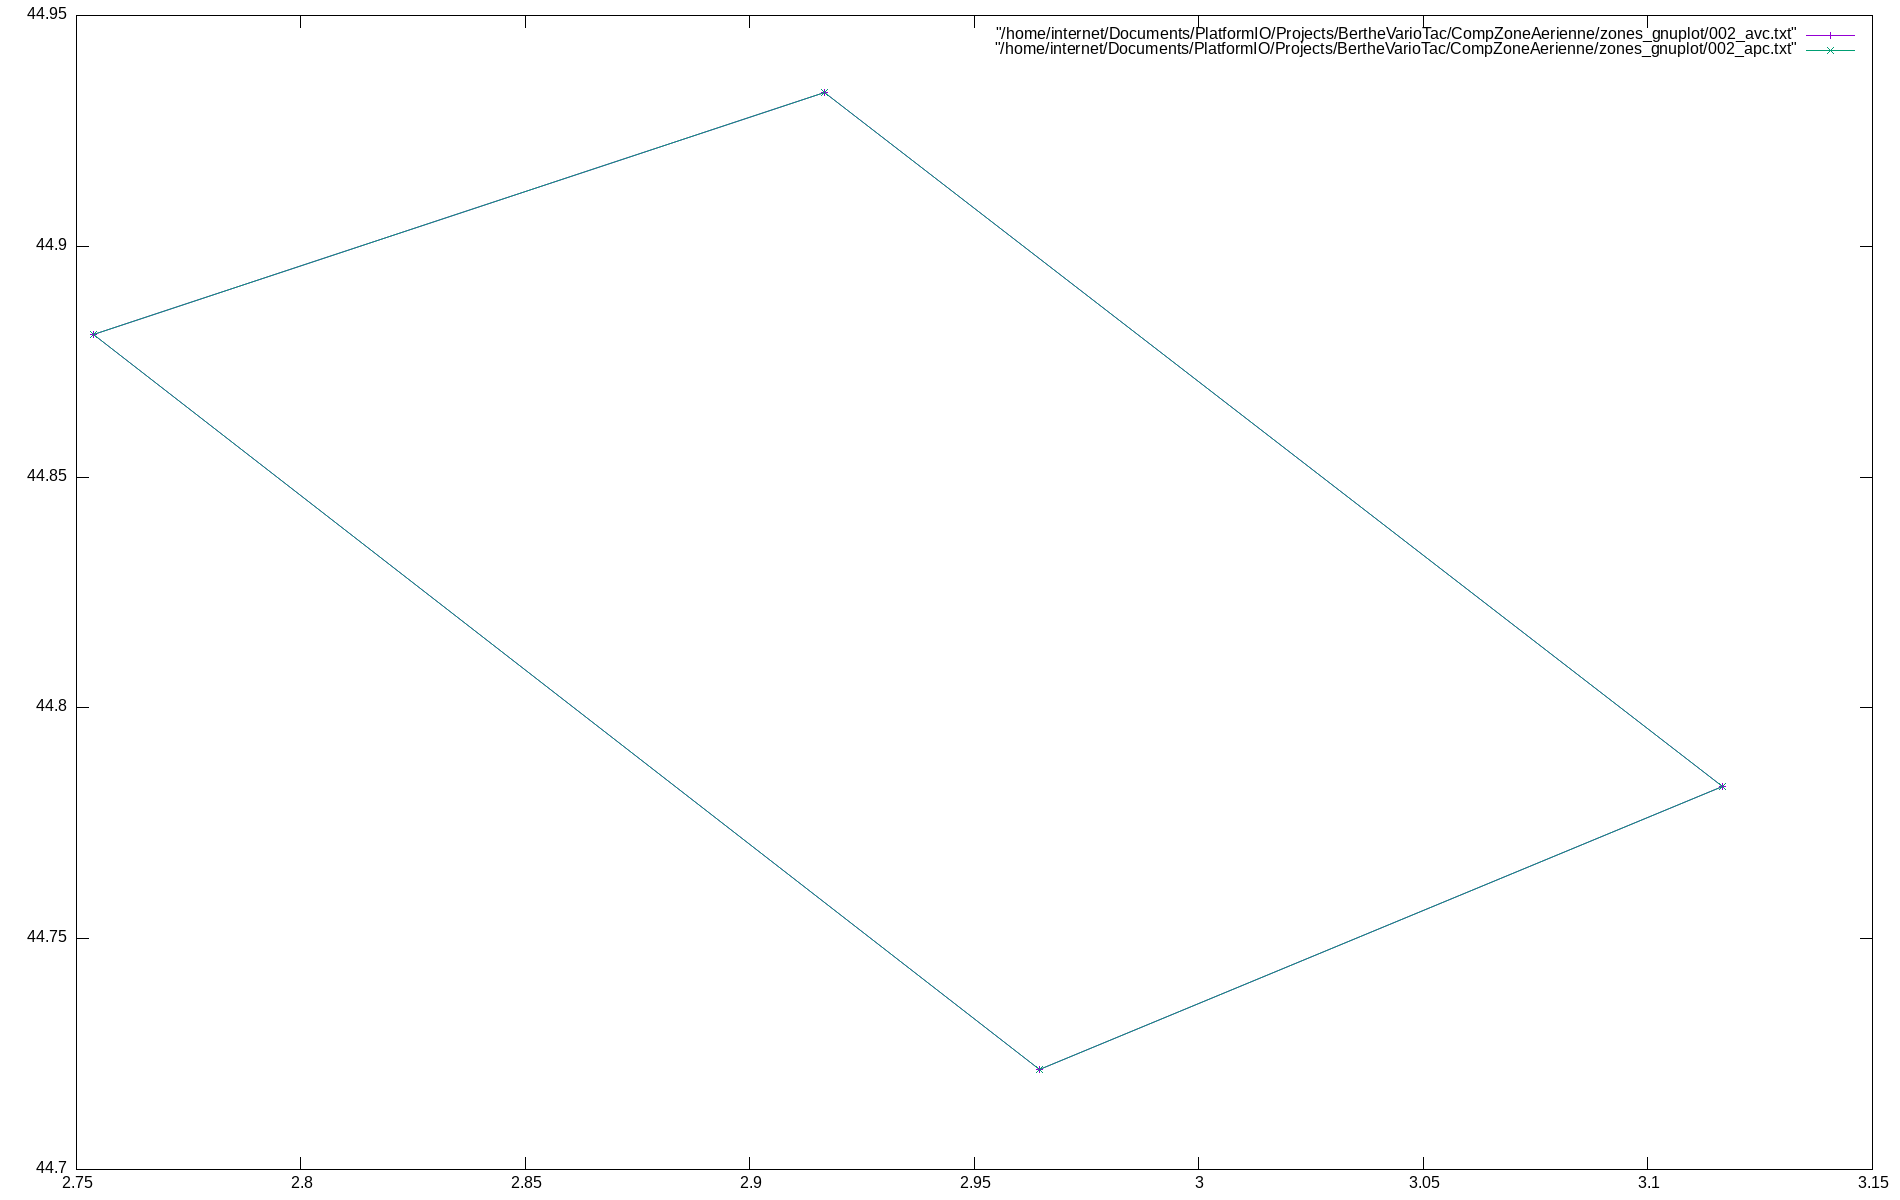 44.95
"/home/internet/Documents/PlatformIO/Projects/BertheVarioTac/CompZoneAerienne/zones_gnuplot/002_avc.txt"
"/home/internet/Documents/PlatformIO/Projects/BertheVarioTac/CompZoneAerienne/zones_gnuplot/002_apc.txt"
44.9
44.85
44.8
44.75
44.7
2.75 2.8 2.85 2.9 2.95 3 3.05 3.1 3.15